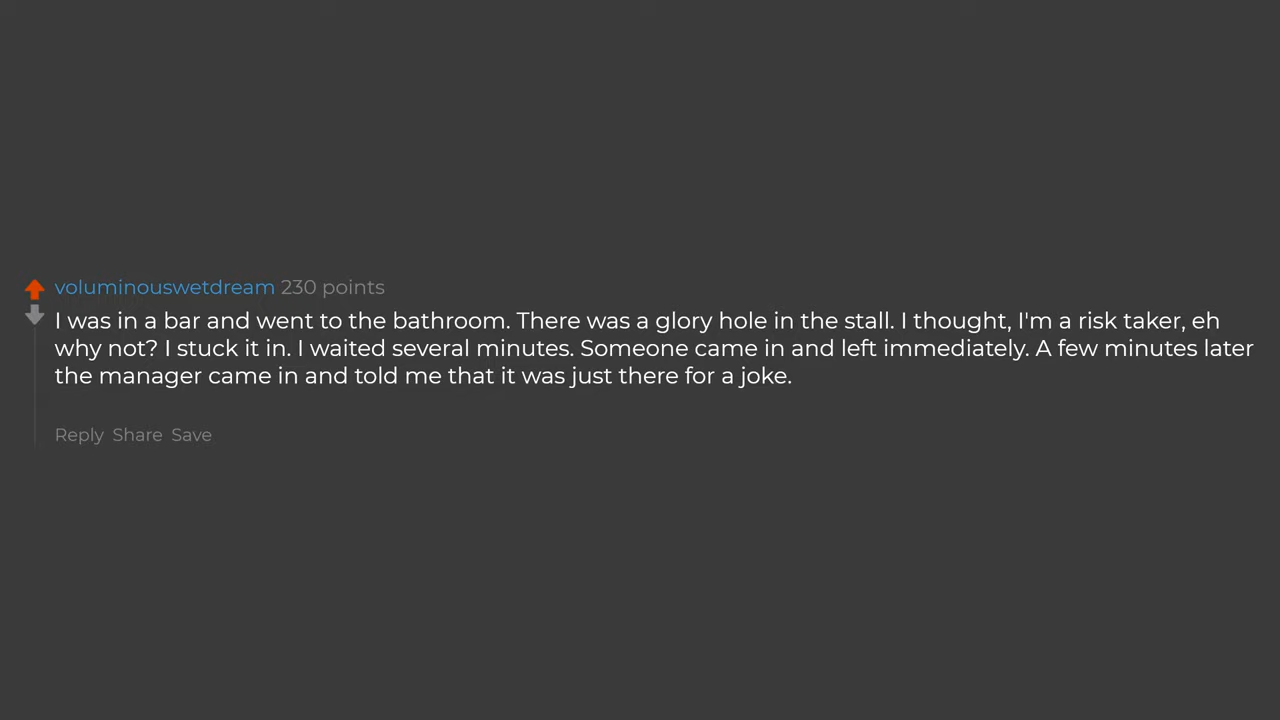 voluminouswetdream 230 points
I was in a bar and went to the bathroom. There was a glory hole in the stall. I thought, I'm a risk taker, eh
why not? I stuck it in. I waited several minutes. Someone came in and left immediately. A few minutes later
the manager came in and told me that it was just there for a joke.
Reply Share Save